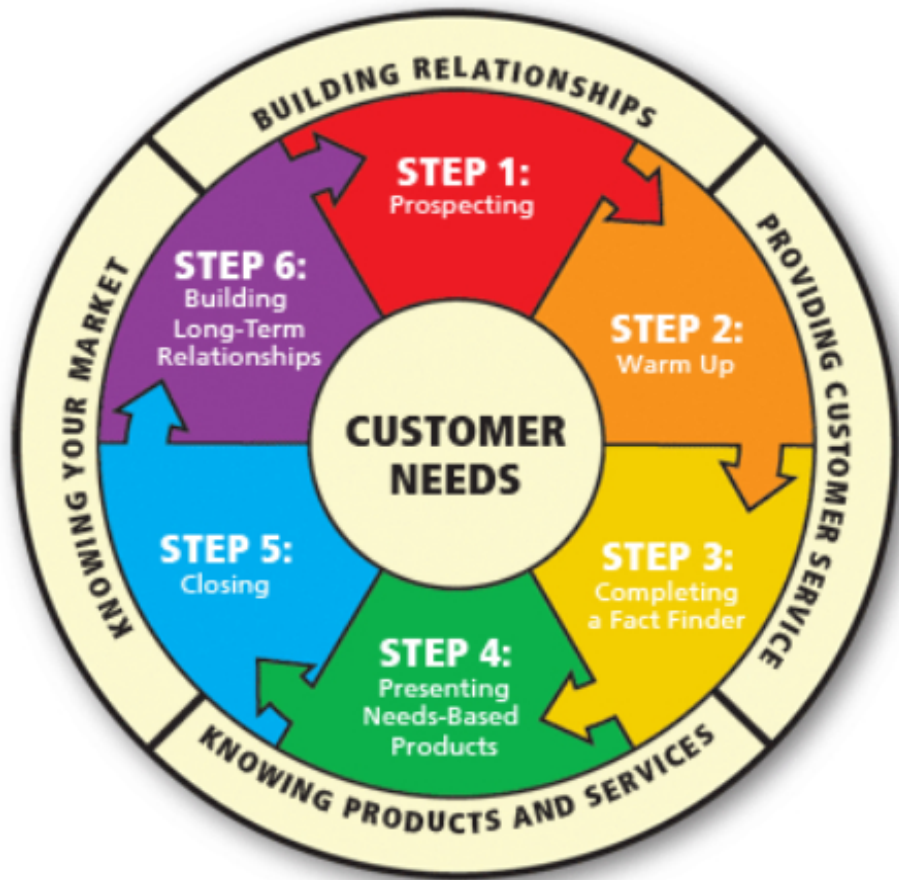 BUILDING RELATIONSHIPS
PROVIDING CUSTOMER SERVICE
KNOWING PRODUCTS AND SERVICES
KNOWING YOUR MARKET
STEP 1:
Prospecting
STEP 2:
Warm Up
STEP 3:
Completing
a Fact Finder
STEP 4:
Presenting
Needs-Based
Products
STEP 5:
Closing
STEP 6:
Building
Long-Term
Relationships
CUSTOMER
NEEDS